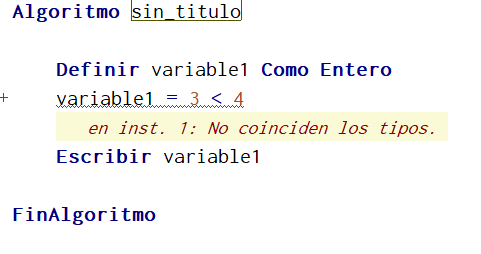 Algoritmo sin_titulo
Definir variable1 Como Entero
variable1 = 3 < 4
en inst. 1: No coinciden los tipos.
Escribir variable1
FinAlgoritmo